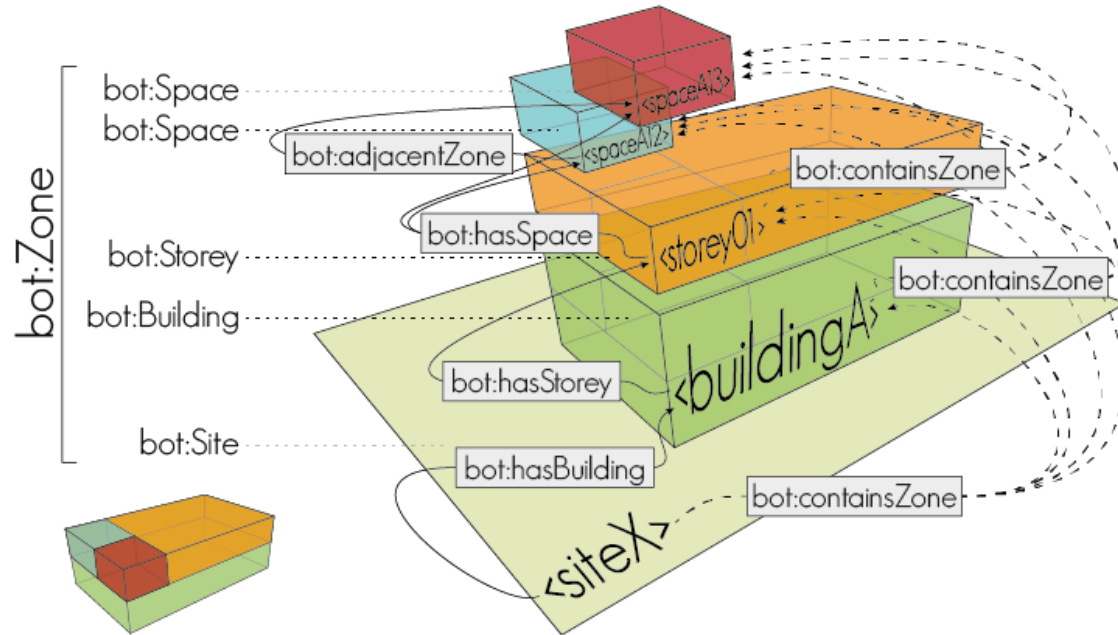 bot:Zone
bot:Space
bot:Space
bot:Storey
bot:Building
bot:Site
<spaceA13>
<spaceA12>
bot:adjacentZone
bot:containsZone
bot:hasSpace
<storey01>
bot:containsZone
<buildingA>
bot:hasStorey
bot:hasBuilding
bot:containsZone
<siteX>